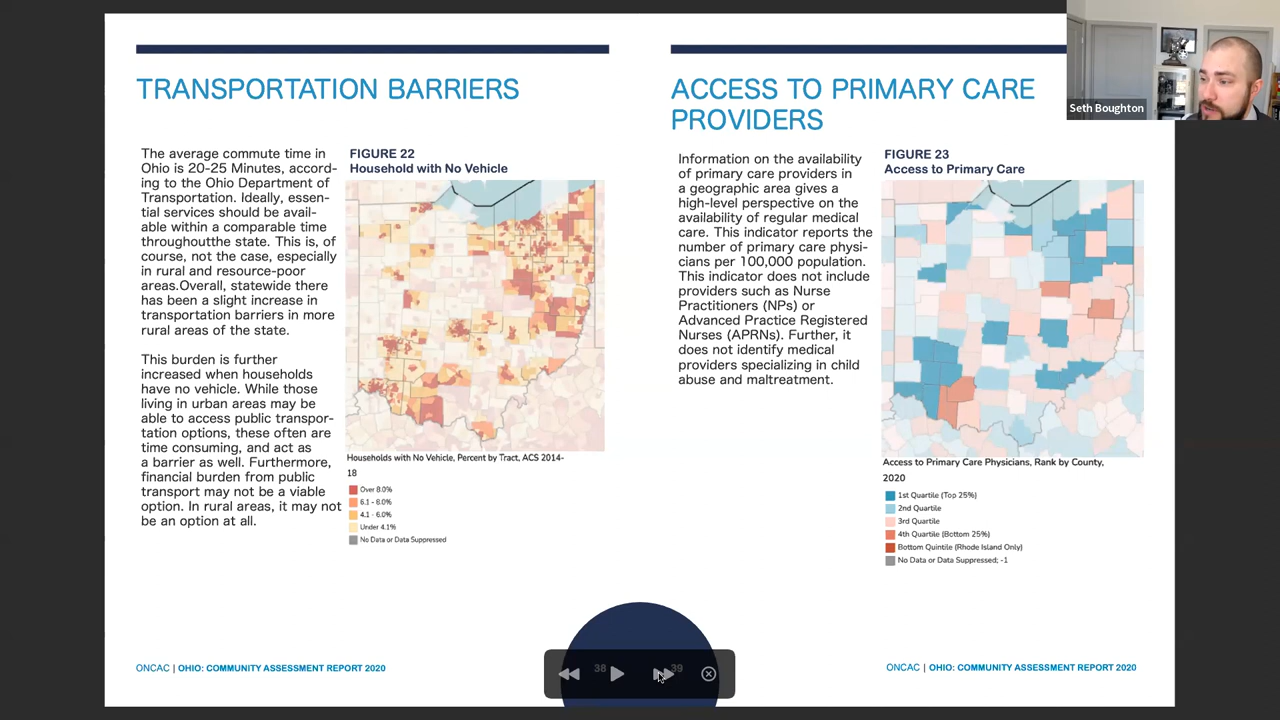 TRANSPORTATION BARRIERS
The average commute time in
Ohio is 20-25 Minutes, accord-
ing to the Ohio Department of
Transportation. Ideally, essen-
tial services should be avail-
able within a comparable time
throughoutthe state. This is, of
course, not the case, especially
in rural and resource-poor
areas.Overall, statewide there
has been a slight increase in
transportation barriers in more
rural areas of the state.
This burden is further
increased when households
have no vehicle. While those
living in urban areas may be
able to access public transpor-
tation options, these often are
time consuming, and act as
a barrier as well. Furthermore,
financial burden from public
transport may not be a viable
option. In rural areas, it may not
be an option at all.
FIGURE 22
Household with No Vehicle
Households with No Vehicle, Percent by Tract, ACS 2014-
18
Over 8.0%
6.1 - 8.0%
4.1 - 6.0%
Under 4.1%
No Data or Data Suppressed
ONCAC | OHIO: COMMUNITY ASSESSMENT REPORT 2020
38
ACCESS TO PRIMARY CARE
PROVIDERS
Information on the availability
of primary care providers in
a geographic area gives a
high-level perspective on the
availability of regular medical
care. This indicator reports the
number of primary care physi-
cians per 100,000 population.
This indicator does not include
providers such as Nurse
Practitioners (NPs) or
Advanced Practice Registered
Nurses (APRNs). Further, it
does not identify medical
providers specializing in child
abuse and maltreatment.
FIGURE 23
Access to Primary Care
Access to Primary Care Physicians, Rank by County,
2020
1st Quartile (Top 25%)
2nd Quartile
3rd Quartile
4th Quartile (Bottom 25%)
Bottom Quintile (Rhode Island Only)
No Data or Data Suppressed; -1
39
ONCAC | OHIO: COMMUNITY ASSESSMENT REPORT 2020
Seth Boughton